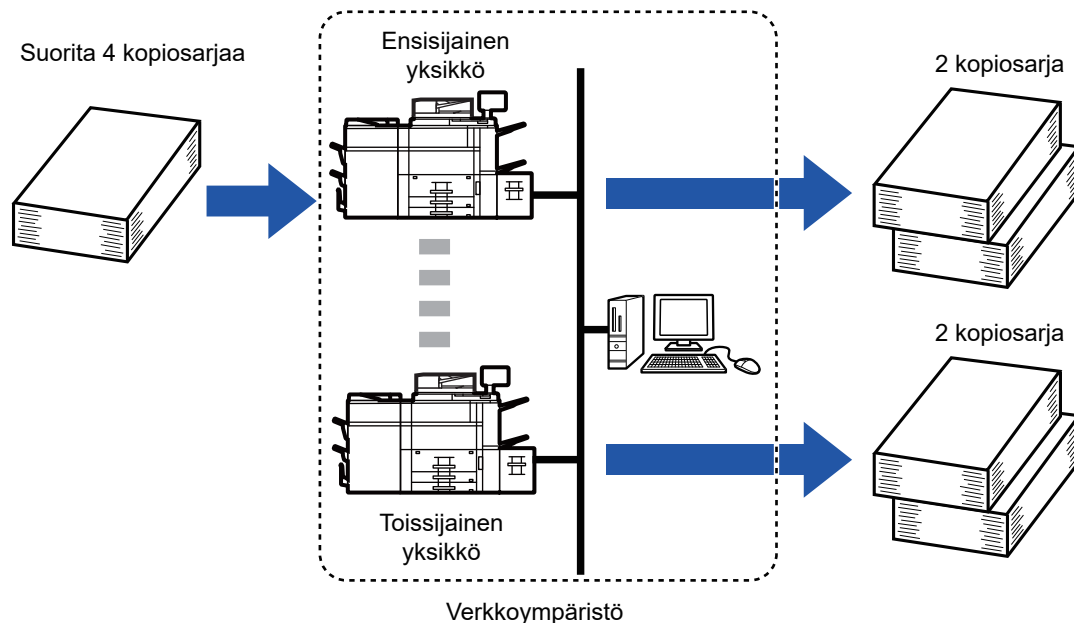 Suorita 4 kopiosarjaa
Ensisijainen
yksikkö
2 kopiosarja
2 kopiosarja
Toissijainen
yksikkö
Verkkoympäristö